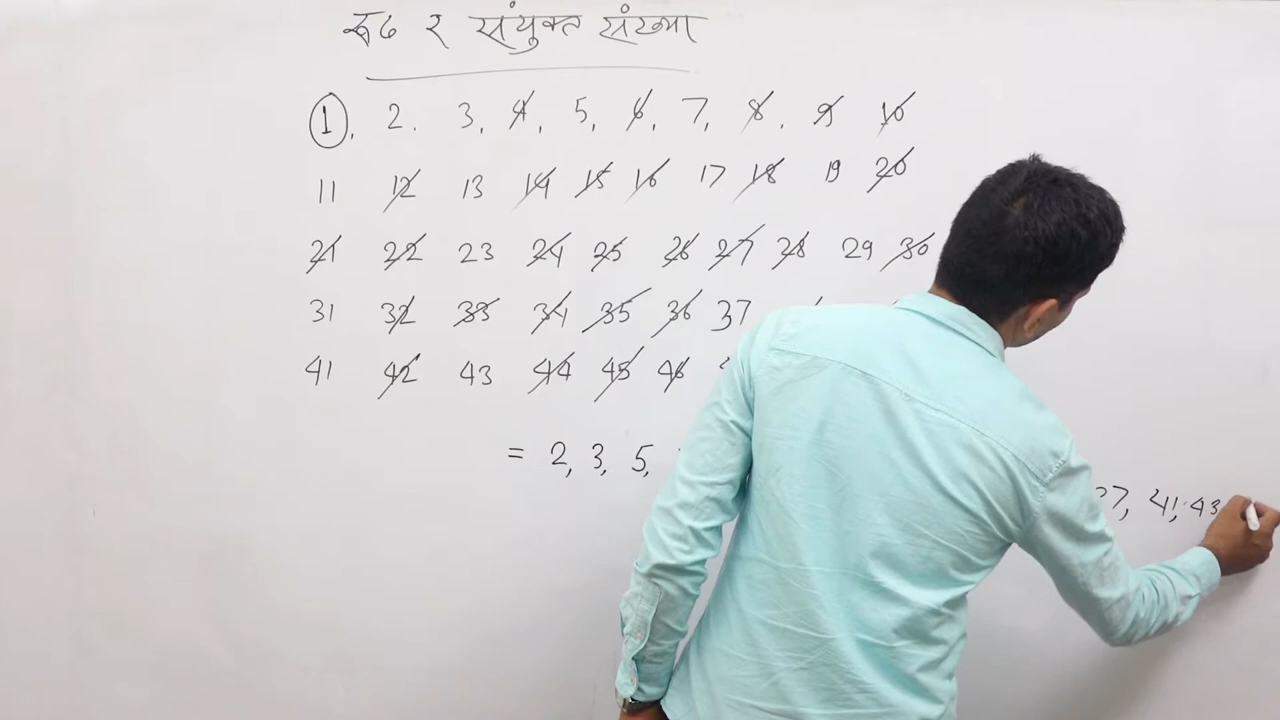 रूढ र संयुक्त संख्या
1, 2. 3, 4, 5, 6, 7, 8. 9 10
11 12 13 14 15 16 17 18 19 20
21 22 23 24 25 26 27 28 29 30
31 32 33 34 35 36 37
41 42 43 44 45 46
= 2, 3, 5,
37, 41, 43